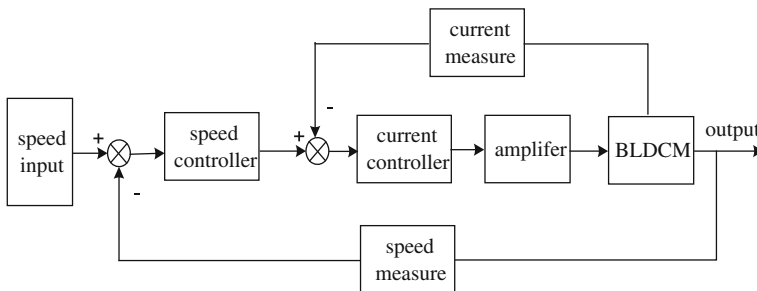 current
measure
-
speed
input
+
speed
controller
+
current
controller
amplifer
BLDCM
output
-
speed
measure